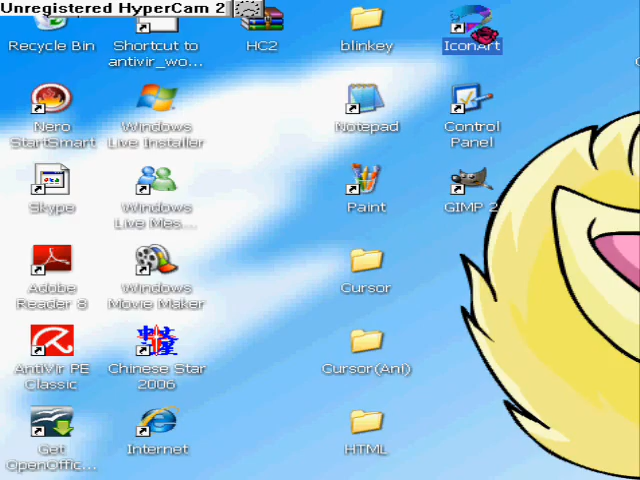 Unregistered HyperCam 2
Recycle Bin
Shortcut to
antivir_wo...
HC2
blinkey
IconArt
Nero
StartSmart
Windows
Live Installer
Notepad
Control
Panel
Skype
Windows
Live Mes...
Paint
GIMP 2
Adobe
Reader 8
Windows
Movie Maker
Cursor
AntiVir PE
Classic
Chinese Star
2006
Cursor(Ani)
Get
OpenOffic...
Internet
HTML